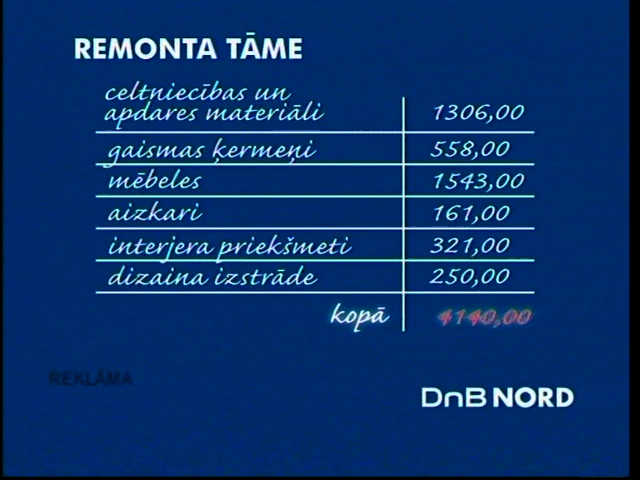 REMONTA TĀME
celtniecības un
apdares materiāli 1306,00
gaismas ķermeņi 558,00
mēbeles 1543,00
aizkari 161,00
interjera priekšmeti 321,00
dizaina izstrāde 250,00
kopā 4140,00
REKLĀMA
DnB NORD